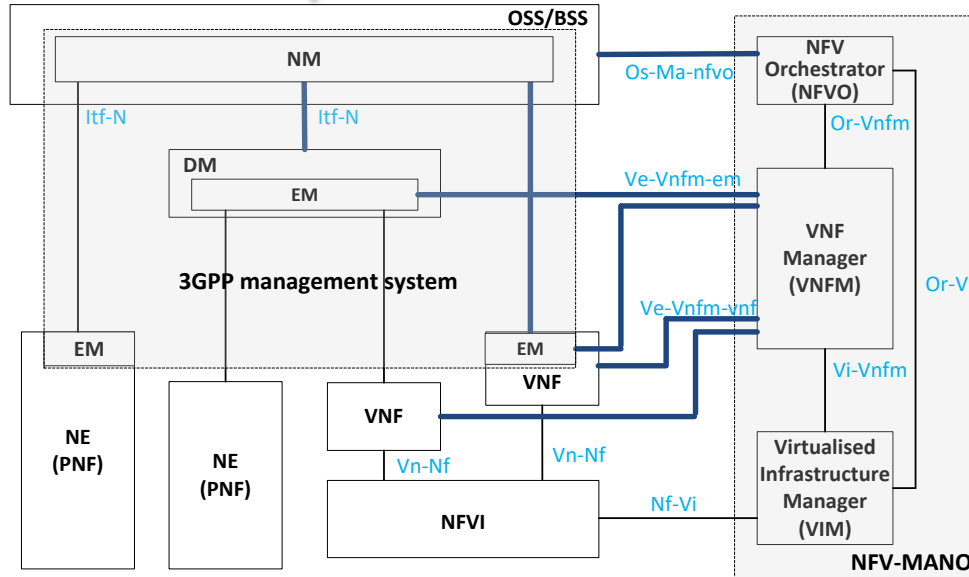 OSS/BSS
NM
NFV
Orchestrator
(NFVO)
Os-Ma-nfvo
Itf-N
Itf-N
Or-Vnfm
DM
EM
Ve-Vnfm-em
VNF
Manager
(VNFM)
3GPP management system
Or-V
Ve-Vnfm-vnf
EM
EM
VNF
Vi-Vnfm
NE
(PNF)
NE
(PNF)
VNF
Vn-Nf
Vn-Nf
Virtualised
Infrastructure
Manager
(VIM)
NFVI
Nf-Vi
NFV-MANO